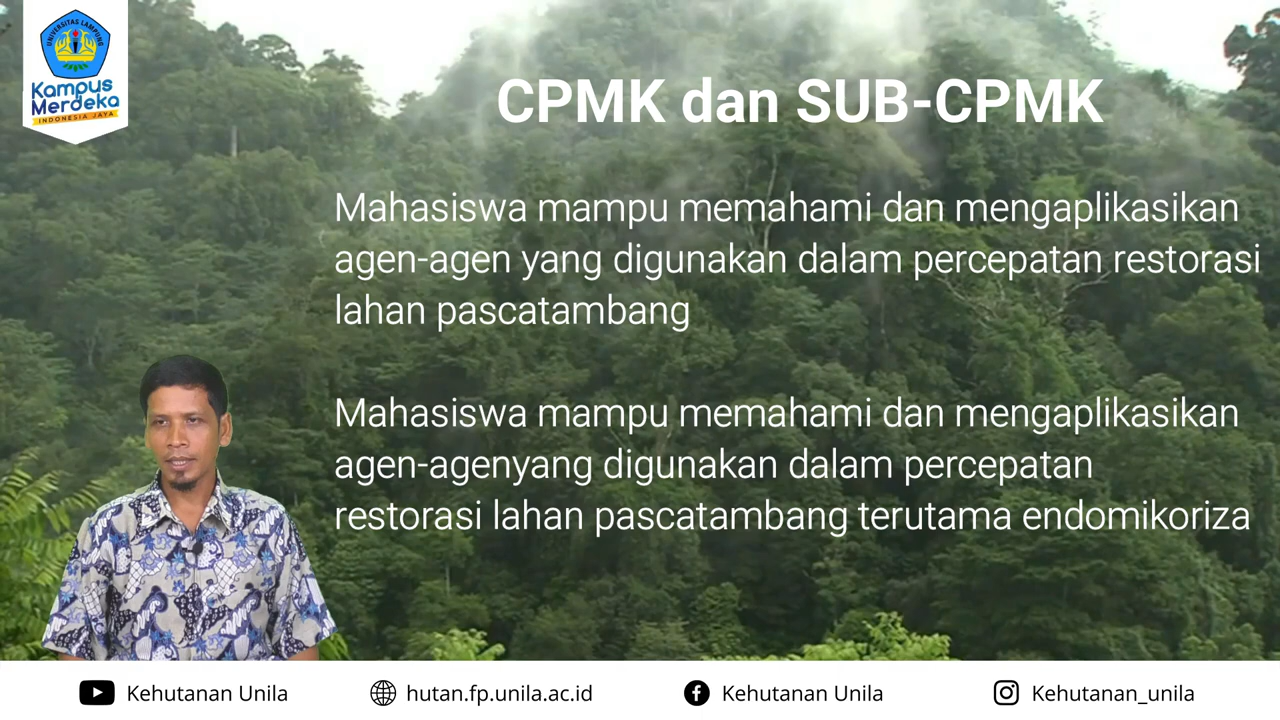 UNIVERSITAS LAMPUNG
Kampus
Merdeka
INDONESIA JAYA
CPMK dan SUB-CPMK
Mahasiswa mampu memahami dan mengaplikasikan
agen-agen yang digunakan dalam percepatan restorasi
lahan pascatambang
Mahasiswa mampu memahami dan mengaplikasikan
agen-agenyang digunakan dalam percepatan
restorasi lahan pascatambang terutama endomikoriza
Kehutanan Unila
hutan.fp.unila.ac.id
Kehutanan Unila
Kehutanan_unila